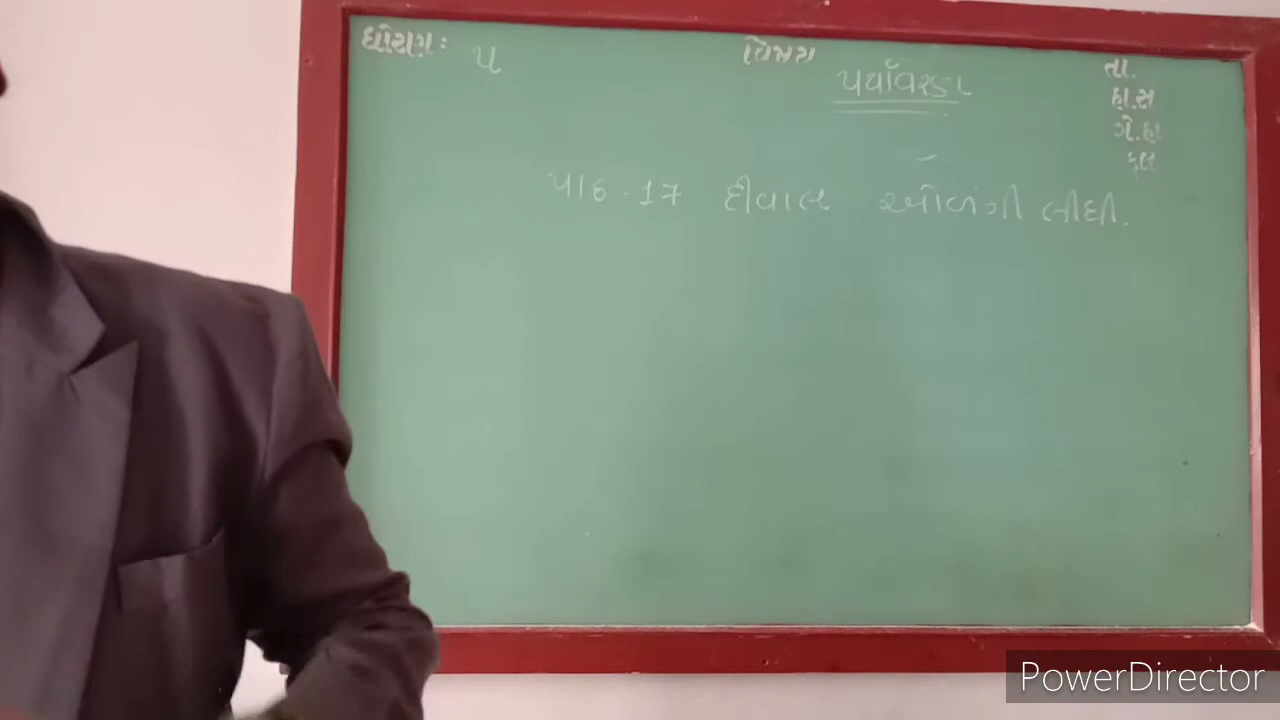 ધોરણ: ૫
વિષય પર્યાવરણ
તા.
હા.સ
ગે.હા
કુલ
પાઠ.17 દીવાલ ઓળંગી લીધી.
PowerDirector